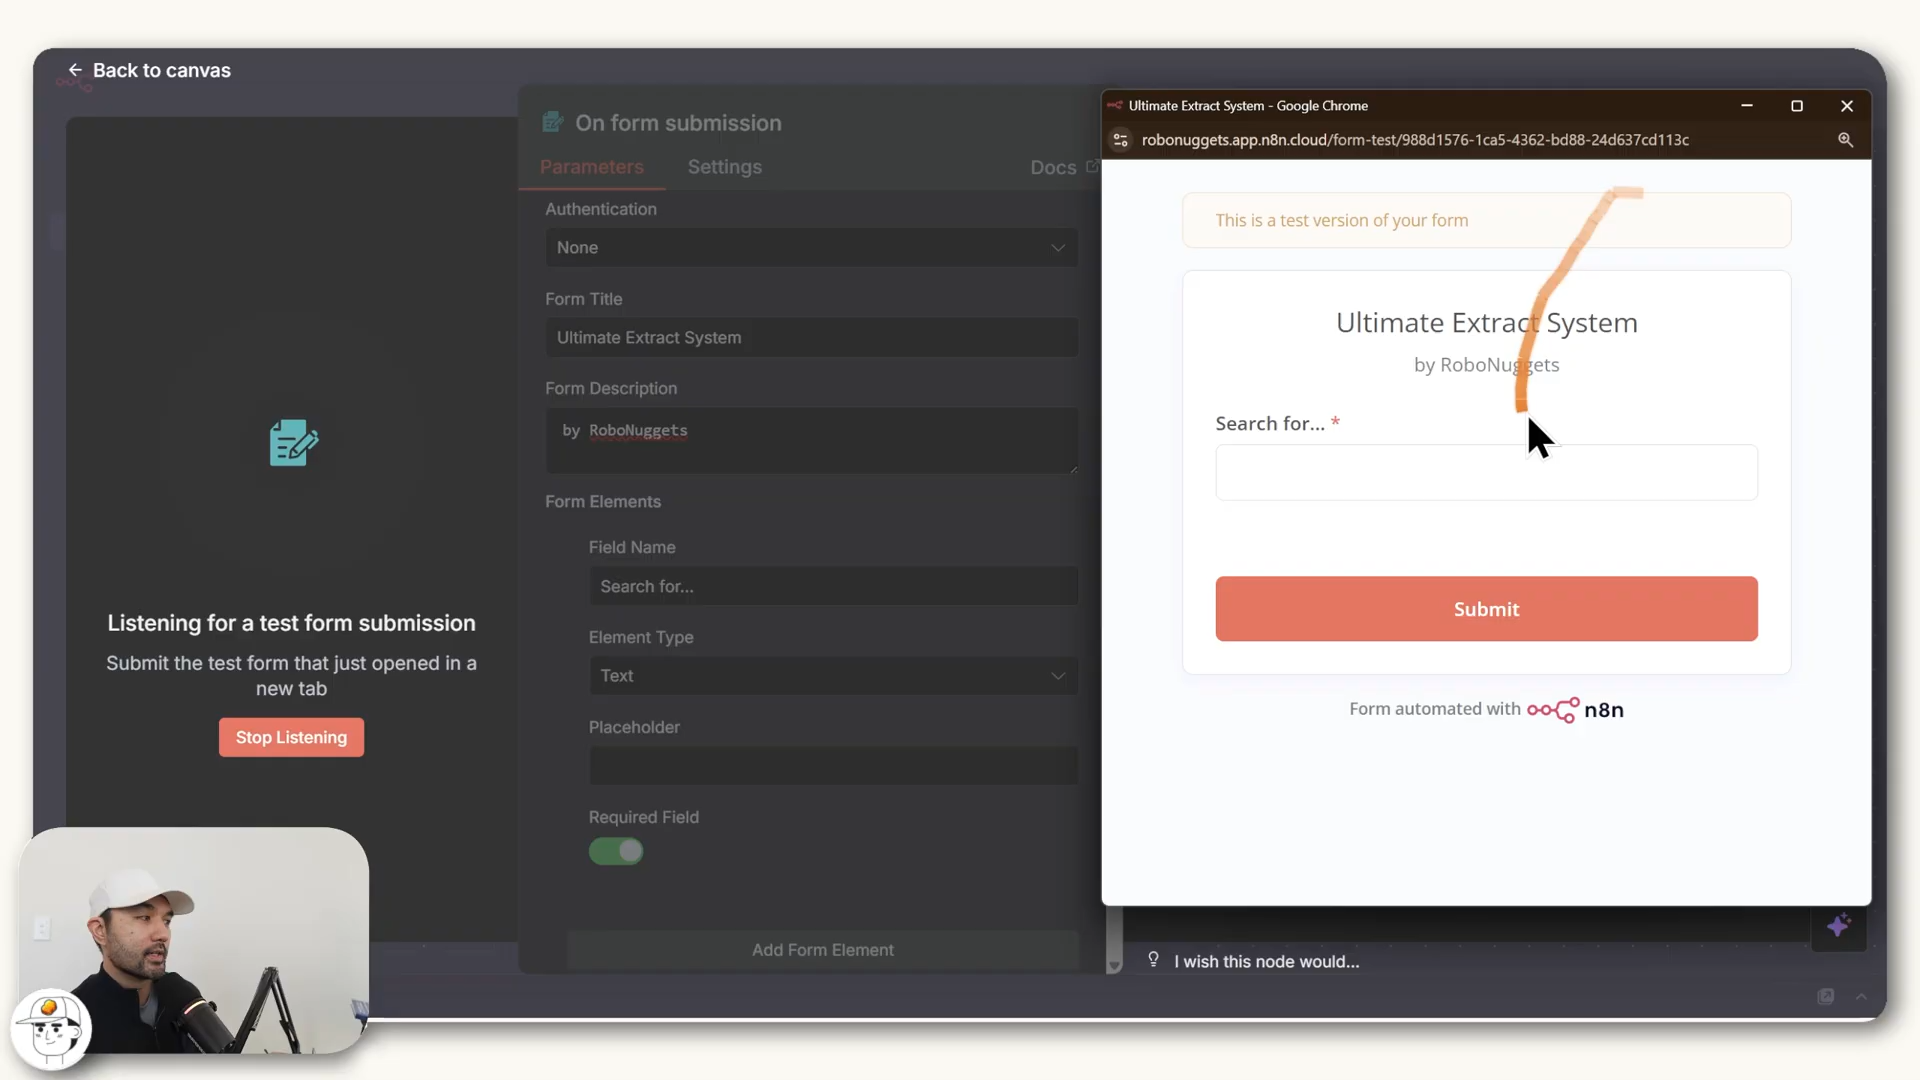 Back to canvas
On form submission
Parameters
Settings
Docs
Authentication
None
Form Title
Ultimate Extract System
Form Description
by RoboNuggets
Form Elements
Field Name
Search for...
Element Type
Text
Placeholder
Required Field
Add Form Element
Listening for a test form submission
Submit the test form that just opened in a
new tab
Stop Listening
Ultimate Extract System - Google Chrome
robonuggets.app.n8n.cloud/form-test/988d1576-1ca5-4362-bd88-24d637cd113c
This is a test version of your form
Ultimate Extract System
by RoboNuggets
Search for... *
Submit
Form automated with n8n
I wish this node would...